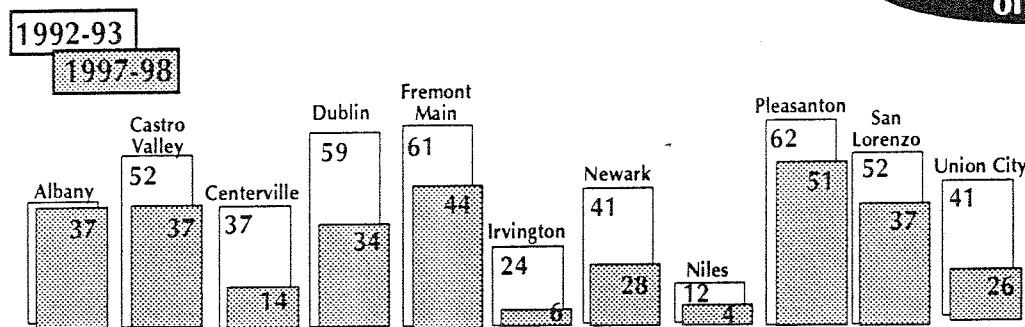 01
1992-93
1997-98
Albany
37
Castro
Valley
52
37
Centerville
37
14
Dublin
59
34
Fremont
Main
61
44
Irvington
24
6
Newark
41
28
Niles
12
4
Pleasanton
62
51
San
Lorenzo
52
37
Union City
41
26